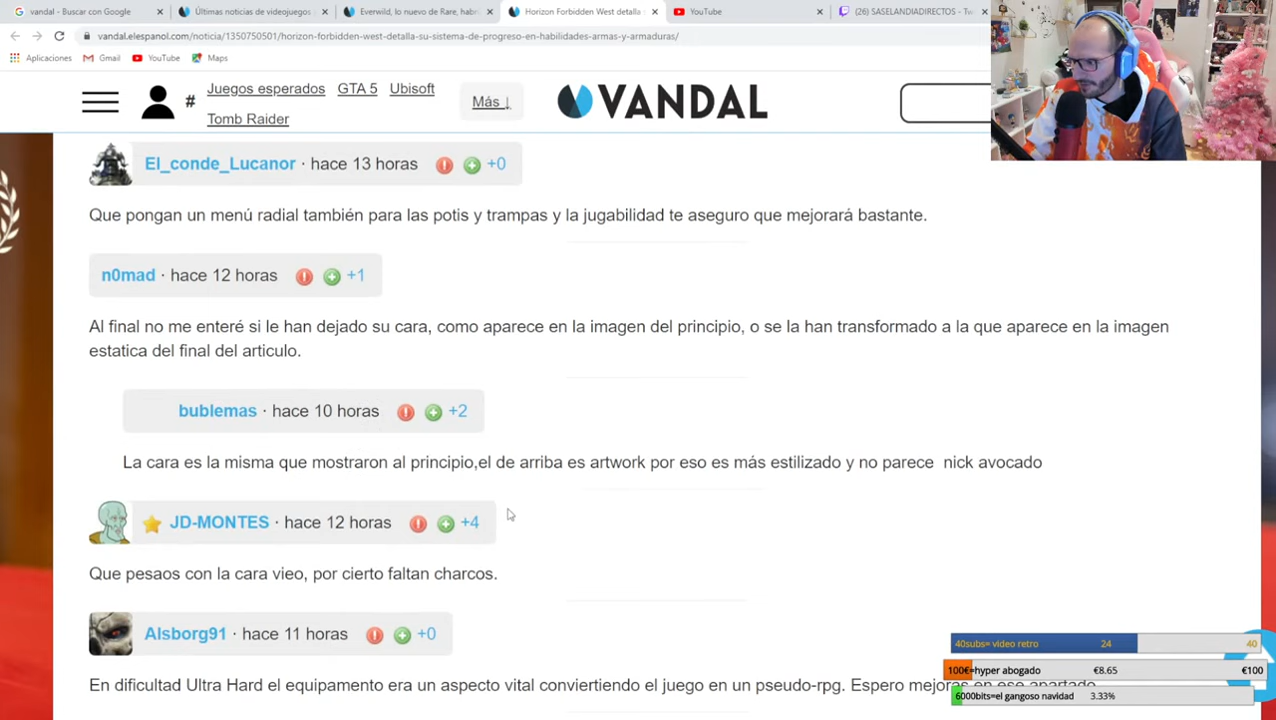 vandal - Buscar con Google
Últimas noticias de videojuegos
Everwild, lo nuevo de Rare, habrí
Horizon Forbidden West detalla
YouTube
(26) SASELANDIADIRECTOS - Tw
vandal.elespanol.com/noticia/1350750501/horizon-forbidden-west-detalla-su-sistema-de-progreso-en-habilidades-armas-y-armaduras/
Aplicaciones
Gmail
YouTube
Maps
# Juegos esperados GTA 5 Ubisoft
Tomb Raider
Más ↓
VANDAL
El_conde_Lucanor · hace 13 horas +0
Que pongan un menú radial también para las potis y trampas y la jugabilidad te aseguro que mejorará bastante.
n0mad · hace 12 horas +1
Al final no me enteré si le han dejado su cara, como aparece en la imagen del principio, o se la han transformado a la que aparece en la imagen
estatica del final del articulo.
bublemas · hace 10 horas +2
La cara es la misma que mostraron al principio,el de arriba es artwork por eso es más estilizado y no parece nick avocado
JD-MONTES · hace 12 horas +4
Que pesaos con la cara vieo, por cierto faltan charcos.
Alsborg91 · hace 11 horas +0
En dificultad Ultra Hard el equipamento era un aspecto vital conviertiendo el juego en un pseudo-rpg. Espero mejoras en ese apartado
40subs= video retro 24 40
100€=hyper abogado €8.65 €100
6000bits=el gangoso navidad 3.33%